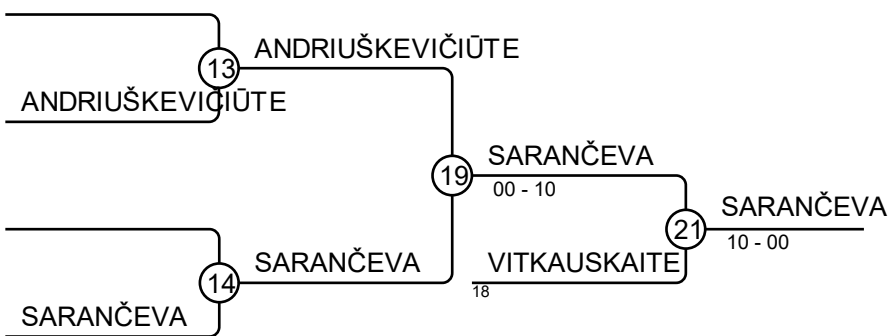 ANDRIUŠKEVIČIŪTE
13
ANDRIUŠKEVIČIŪTE
SARANČEVA
19
00 - 10
SARANČEVA
21
10 - 00
SARANČEVA
VITKAUSKAITE
14
18
SARANČEVA